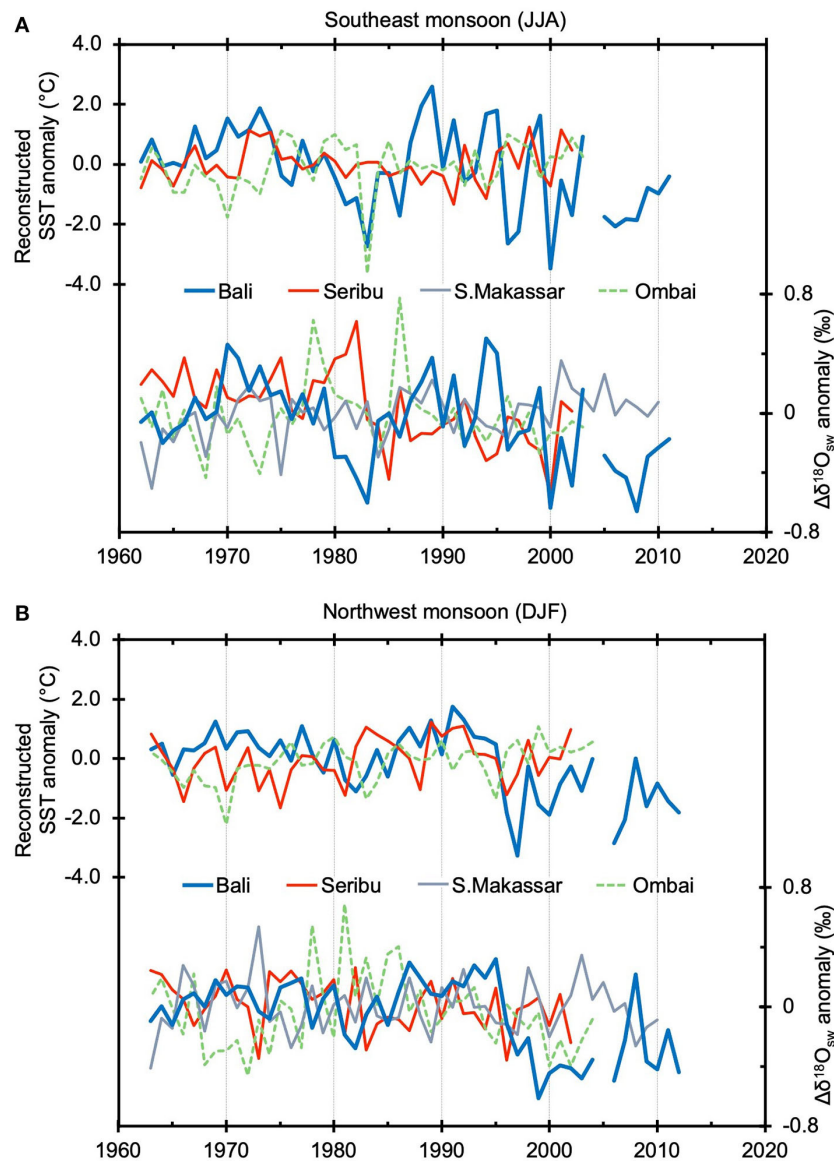 A
Southeast monsoon (JJA)
4.0
2.0
0.0
-2.0
-4.0
Reconstructed
SST anomaly (°C)
Bali
Seribu
S.Makassar
Ombai
0.8
0
-0.8
Δδ¹⁸Osw anomaly (‰)
1960 1970 1980 1990 2000 2010 2020
B
Northwest monsoon (DJF)
4.0
2.0
0.0
-2.0
-4.0
Reconstructed
SST anomaly (°C)
Bali
Seribu
S.Makassar
Ombai
0.8
0
-0.8
Δδ¹⁸Osw anomaly (‰)
1960 1970 1980 1990 2000 2010 2020